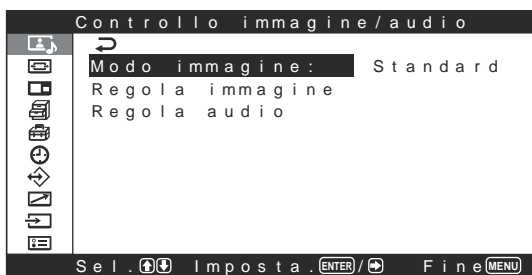 Controllo immagine/audio
Modo immagine: Standard
Regola immagine
Regola audio
Sel. Imposta. ENTER / Fine MENU